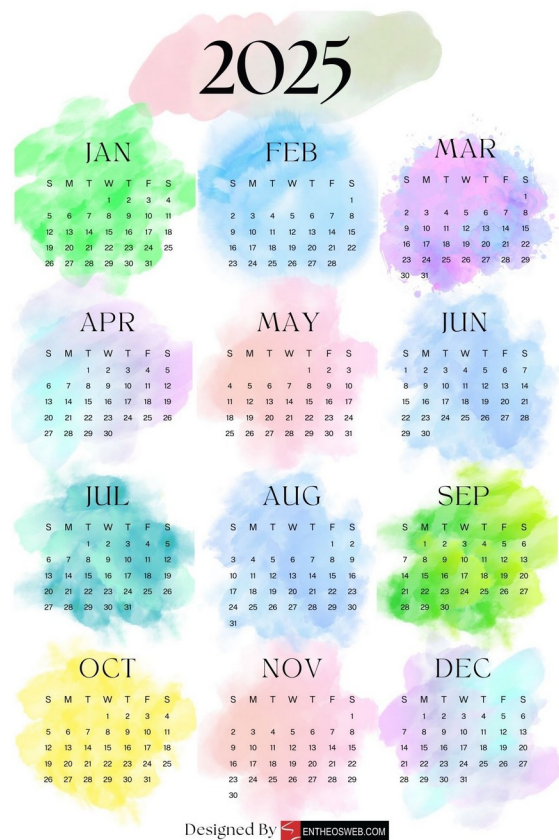 2025
JAN FEB MAR
S M T W T F S S M T W T F S S M T W T F S
1 2 3 4 1 1
5 6 7 8 9 10 11 2 3 4 5 6 7 8 2 3 4 5 6 7 8
12 13 14 15 16 17 18 9 10 11 12 13 14 15 9 10 11 12 13 14 15
19 20 21 22 23 24 25 16 17 18 19 20 21 22 16 17 18 19 20 21 22
26 27 28 29 30 31 23 24 25 26 27 28 23 24 25 26 27 28 29
30 31
APR MAY JUN
S M T W T F S S M T W T F S S M T W T F S
1 2 3 4 5 1 2 3 1 2 3 4 5 6 7
6 7 8 9 10 11 12 4 5 6 7 8 9 10 8 9 10 11 12 13 14
13 14 15 16 17 18 19 11 12 13 14 15 16 17 15 16 17 18 19 20 21
20 21 22 23 24 25 26 18 19 20 21 22 23 24 22 23 24 25 26 27 28
27 28 29 30 25 26 27 28 29 30 31 29 30
JUL AUG SEP
S M T W T F S S M T W T F S S M T W T F S
1 2 3 4 5 1 2 1 2 3 4 5 6
6 7 8 9 10 11 12 3 4 5 6 7 8 9 7 8 9 10 11 12 13
13 14 15 16 17 18 19 10 11 12 13 14 15 16 14 15 16 17 18 19 20
20 21 22 23 24 25 26 17 18 19 20 21 22 23 21 22 23 24 25 26 27
27 28 29 30 31 24 25 26 27 28 29 30 28 29 30
31
OCT NOV DEC
S M T W T F S S M T W T F S S M T W T F S
1 2 3 4 1 1 2 3 4 5 6
5 6 7 8 9 10 11 2 3 4 5 6 7 8 7 8 9 10 11 12 13
12 13 14 15 16 17 18 9 10 11 12 13 14 15 14 15 16 17 18 19 20
19 20 21 22 23 24 25 16 17 18 19 20 21 22 21 22 23 24 25 26 27
26 27 28 29 30 31 23 24 25 26 27 28 29 28 29 30 31
30
Designed By ENTHEOSWEB.COM